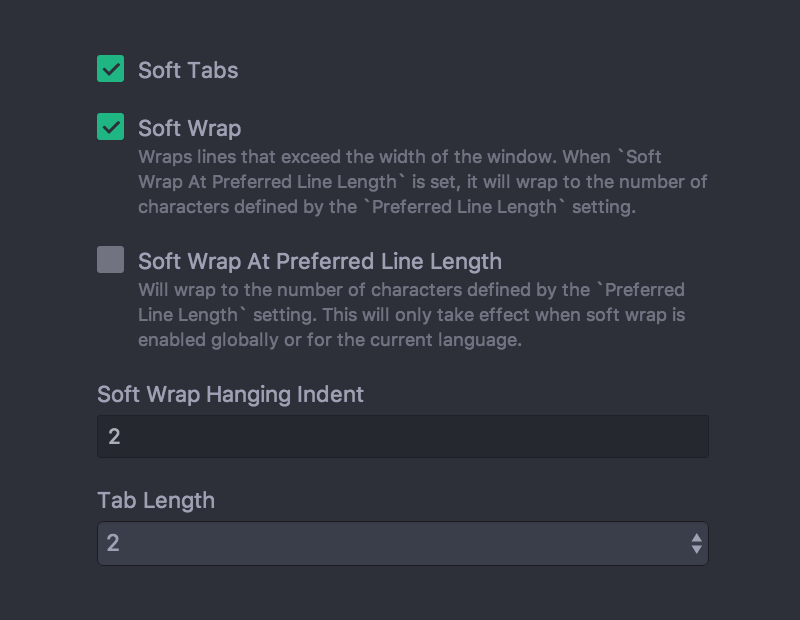 Soft Tabs
Soft Wrap
Wraps lines that exceed the width of the window. When `Soft
Wrap At Preferred Line Length` is set, it will wrap to the number of
characters defined by the `Preferred Line Length` setting.
Soft Wrap At Preferred Line Length
Will wrap to the number of characters defined by the `Preferred
Line Length` setting. This will only take effect when soft wrap is
enabled globally or for the current language.
Soft Wrap Hanging Indent
2
Tab Length
2